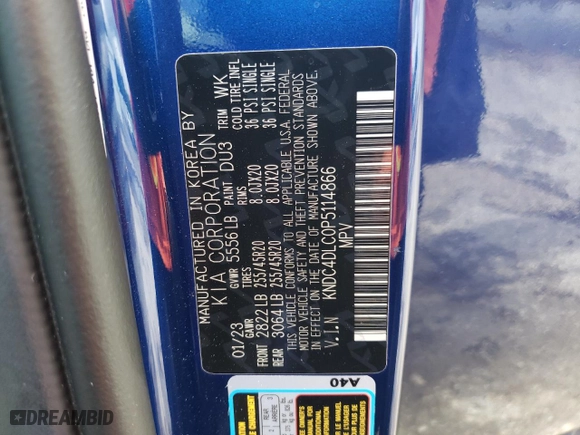 MANUFACTURED IN KOREA BY
KIA CORPORATION
01/23 GVWR 5556 LB PAINT DU3 TRIM WK
GAWR TIRES RIMS COLD TIRE INFL
FRONT 2822 LB 255/45R20 8.0JX20 36 PSI SINGLE
REAR 3064 LB 255/45R20 8.0JX20 36 PSI SINGLE
THIS VEHICLE CONFORMS TO ALL APPLICABLE U.S.A. FEDERAL
MOTOR VEHICLE SAFETY AND THEFT PREVENTION STANDARDS
IN EFFECT ON THE DATE OF MANUFACTURE SHOWN ABOVE.
V.I.N KNDC4DLC0P5114866
MPV
A40
REAR
ARRIÈRE
DREAMBID